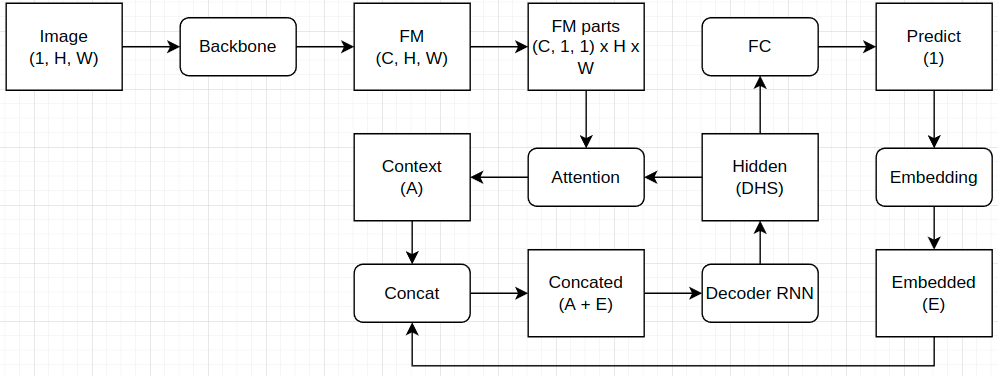 Image
(1, H, W)
Backbone
FM
(C, H, W)
FM parts
(C, 1, 1) x H x
W
FC
Predict
(1)
Context
(A)
Attention
Hidden
(DHS)
Embedding
Concat
Concated
(A + E)
Decoder RNN
Embedded
(E)